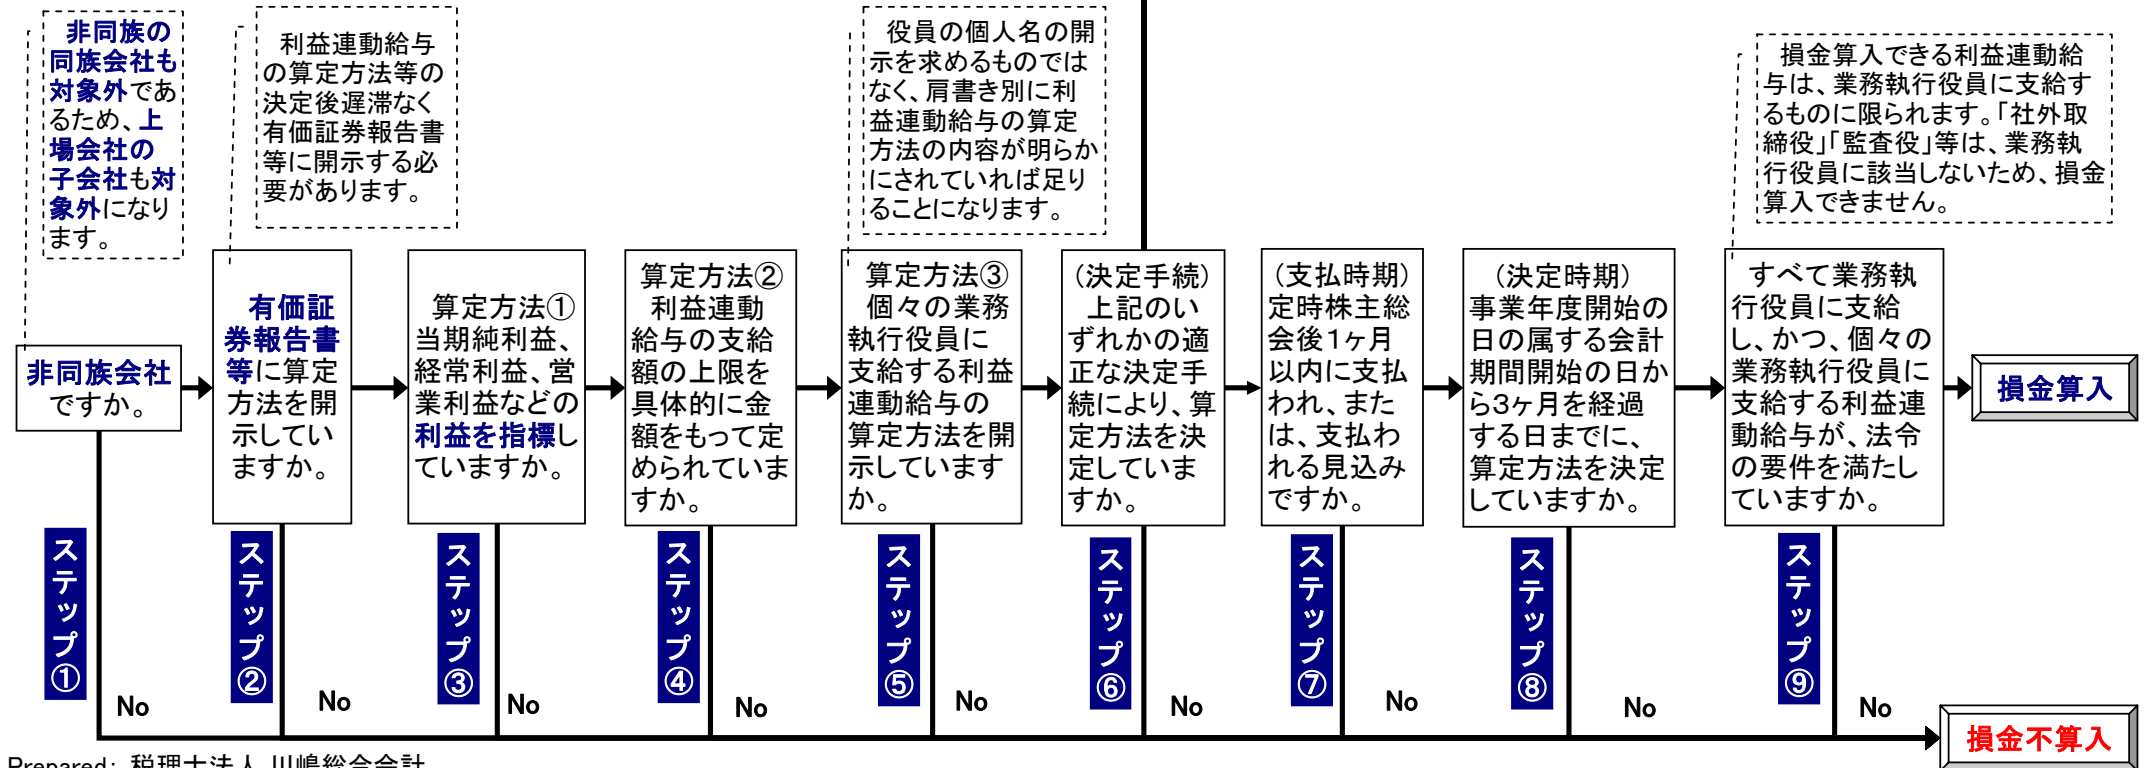 非同族の
同族会社も
対象外であ
るため、上
場会社の
子会社も対
象外になり
ます。
利益連動給与
の算定方法等の
決定後遅滞なく
有価証券報告書
等に開示する必
要があります。
役員の個人名の開
示を求めるものでは
なく、肩書き別に利
益連動給与の算定
方法の内容が明らか
にされていれば足り
ることになります。
損金算入できる利益連動給
与は、業務執行役員に支給す
るものに限られます。「社外取
締役」「監査役」等は、業務執
行役員に該当しないため、損金
算入できません。
非同族会社
ですか。
有価証
券報告書
等に算定
方法を開
示してい
ますか。
算定方法①
当期純利益、
経常利益、営
業利益などの
利益を指標し
ていますか。
算定方法②
利益連動
給与の支給
額の上限を
具体的に金
額をもって定
められていま
すか。
算定方法③
個々の業務
執行役員に
支給する利益
連動給与の
算定方法を開
示しています
か。
(決定手続)
上記のい
ずれかの適
正な決定手
続により、算
定方法を決
定していま
すか。
(支払時期)
定時株主総
会後1ヶ月
以内に支払
われ、また
は、支払わ
れる見込み
ですか。
(決定時期)
事業年度開始の
日の属する会計
期間開始の日か
ら3ヶ月を経過
する日までに、
算定方法を決定
していますか。
すべて業務執
行役員に支給
し、かつ、個々の
業務執行役員に
支給する利益連
動給与が、法令
の要件を満たし
ていますか。
損金算入
ステップ①
ステップ②
ステップ③
ステップ④
ステップ⑤
ステップ⑥
ステップ⑦
ステップ⑧
ステップ⑨
No
No
No
No
No
No
No
No
No
損金不算入
Prepared: 税理士法人 川嶋総合会計